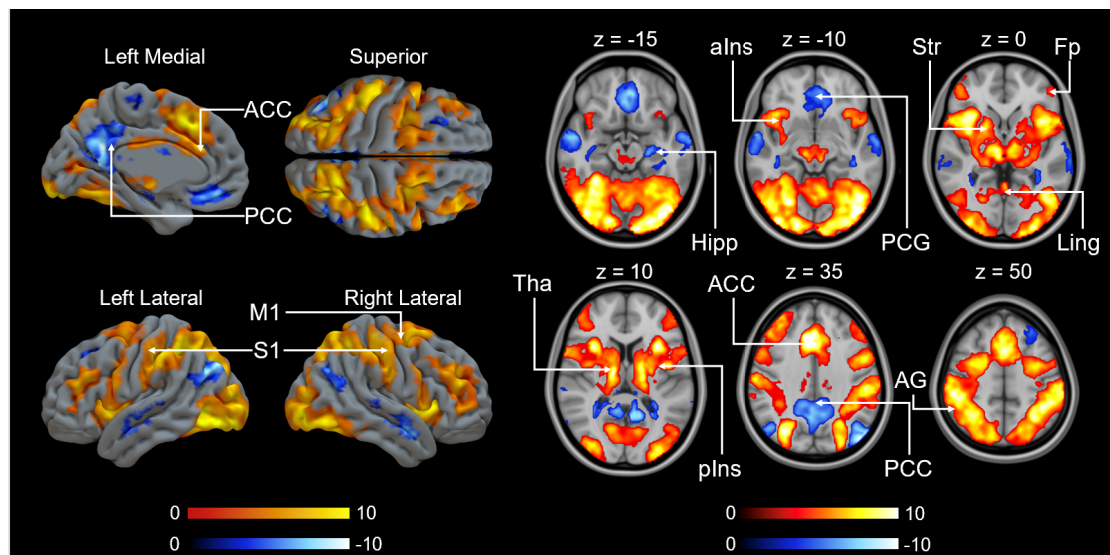 Left Medial
Superior
ACC
PCC
Left Lateral
Right Lateral
M1
S1
0
10
0
-10
z = -15
aIns
z = -10
Str
z = 0
Fp
Hipp
PCG
Ling
Tha
z = 10
ACC
z = 35
z = 50
AG
pIns
PCC
0
10
0
-10